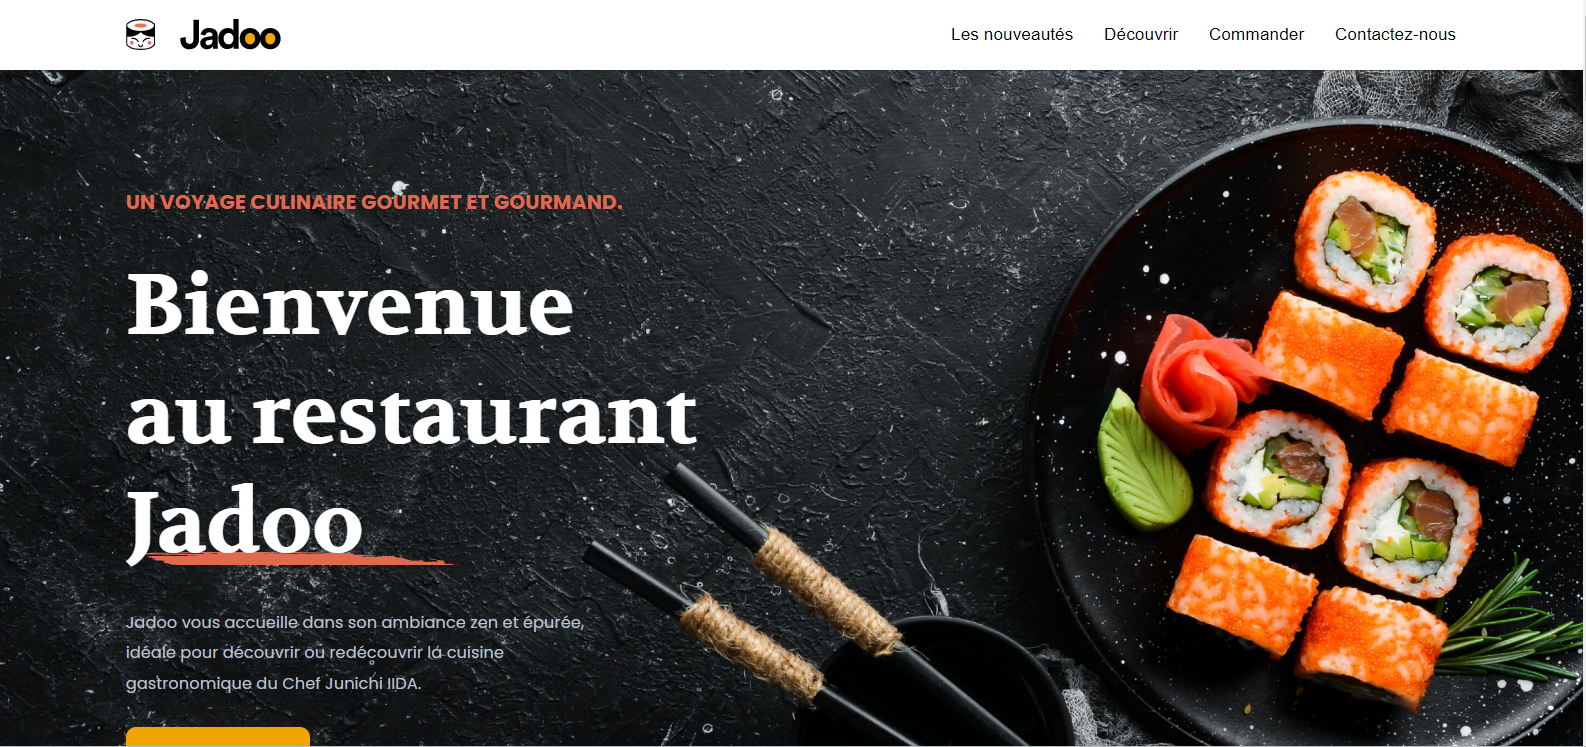 Jadoo
Les nouveautés
Découvrir
Commander
Contactez-nous
UN VOYAGE CULINAIRE GOURMET ET GOURMAND.
Bienvenue
au restaurant
Jadoo
Jadoo vous accueille dans son ambiance zen et épurée,
idéale pour découvrir ou redécouvrir la cuisine
gastronomique du Chef Junichi IIDA.